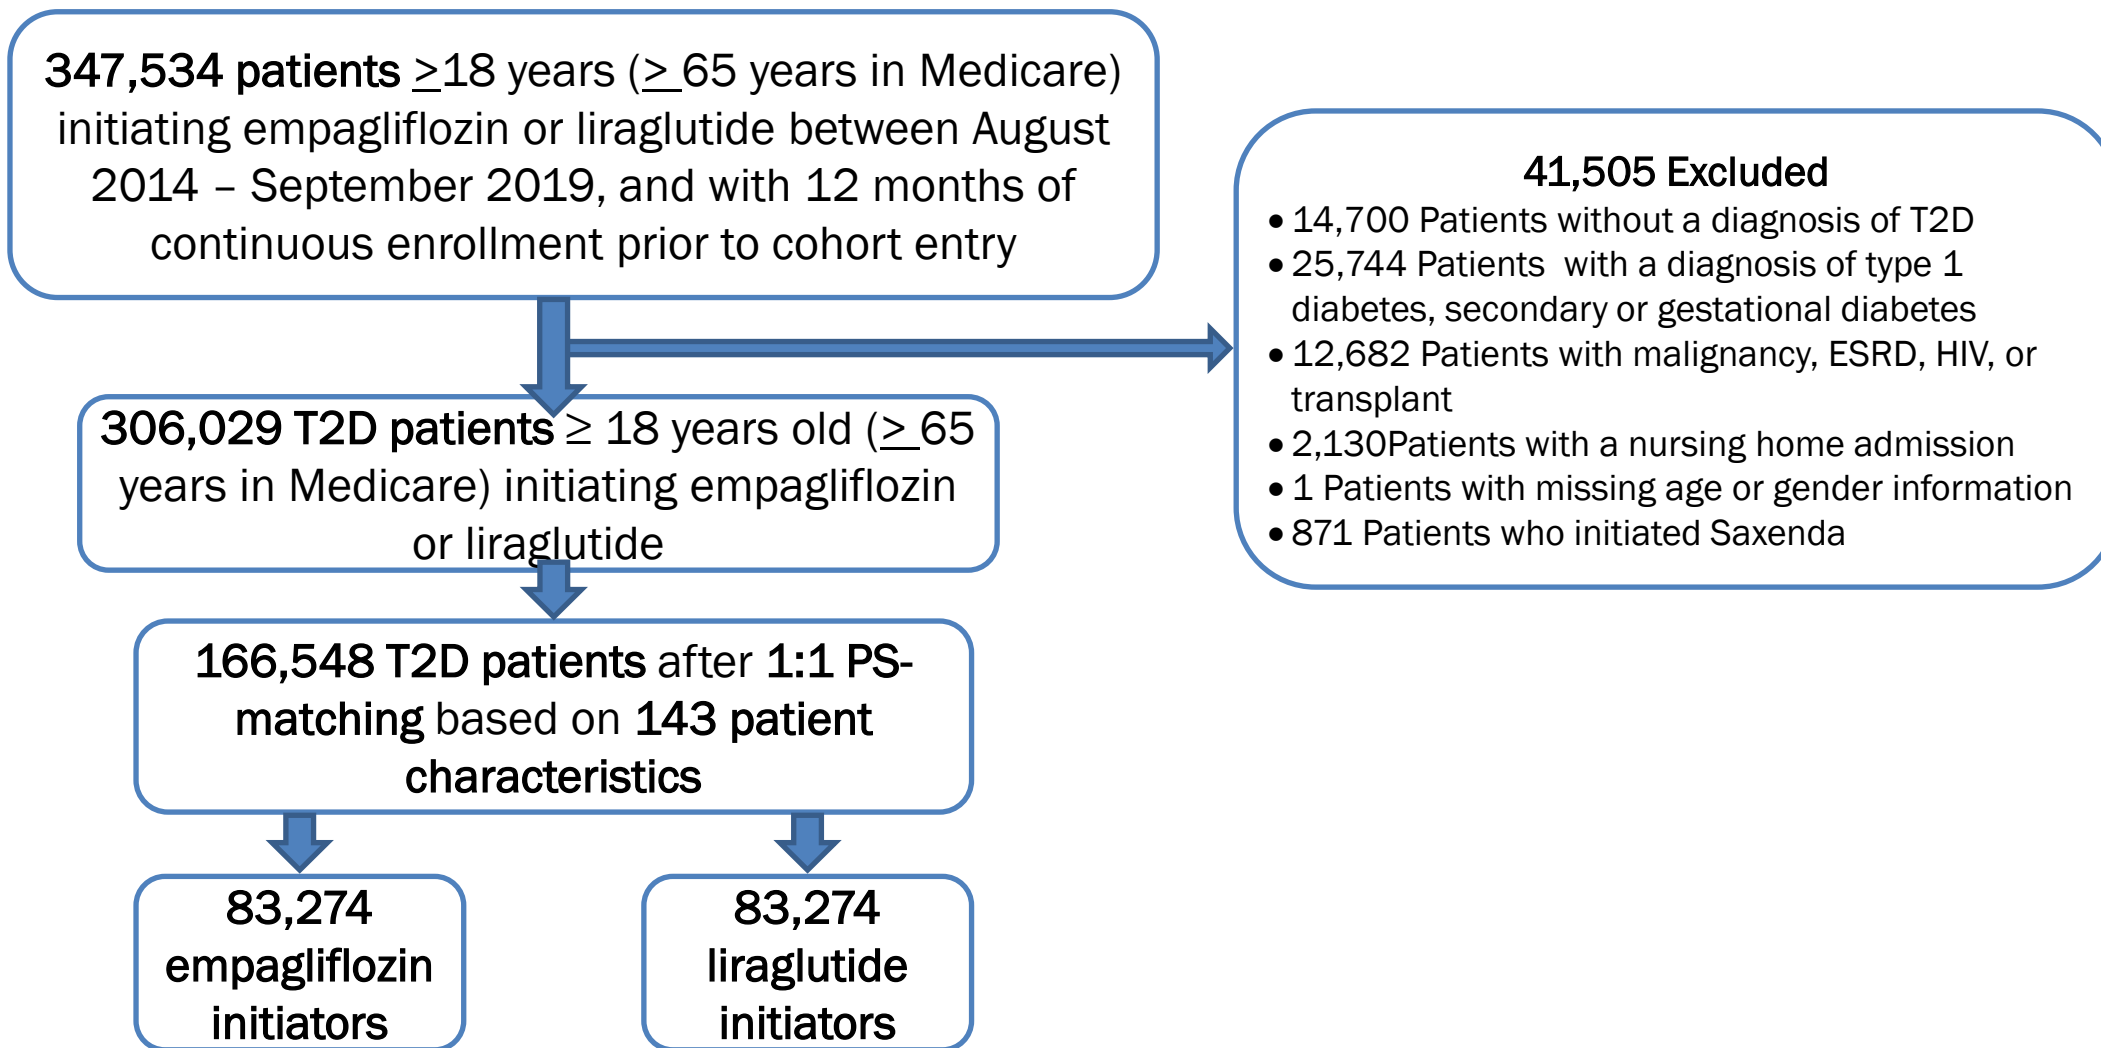 347,534 patients ≥18 years (≥ 65 years in Medicare)
initiating empagliflozin or liraglutide between August
2014 – September 2019, and with 12 months of
continuous enrollment prior to cohort entry
41,505 Excluded
• 14,700 Patients without a diagnosis of T2D
• 25,744 Patients  with a diagnosis of type 1
diabetes, secondary or gestational diabetes
• 12,682 Patients with malignancy, ESRD, HIV, or
transplant
• 2,130Patients with a nursing home admission
• 1 Patients with missing age or gender information
• 871 Patients who initiated Saxenda
306,029 T2D patients ≥ 18 years old (≥ 65
years in Medicare) initiating empagliflozin
or liraglutide
166,548 T2D patients after 1:1 PS-
matching based on 143 patient
characteristics
83,274
empagliflozin
initiators
83,274
liraglutide
initiators